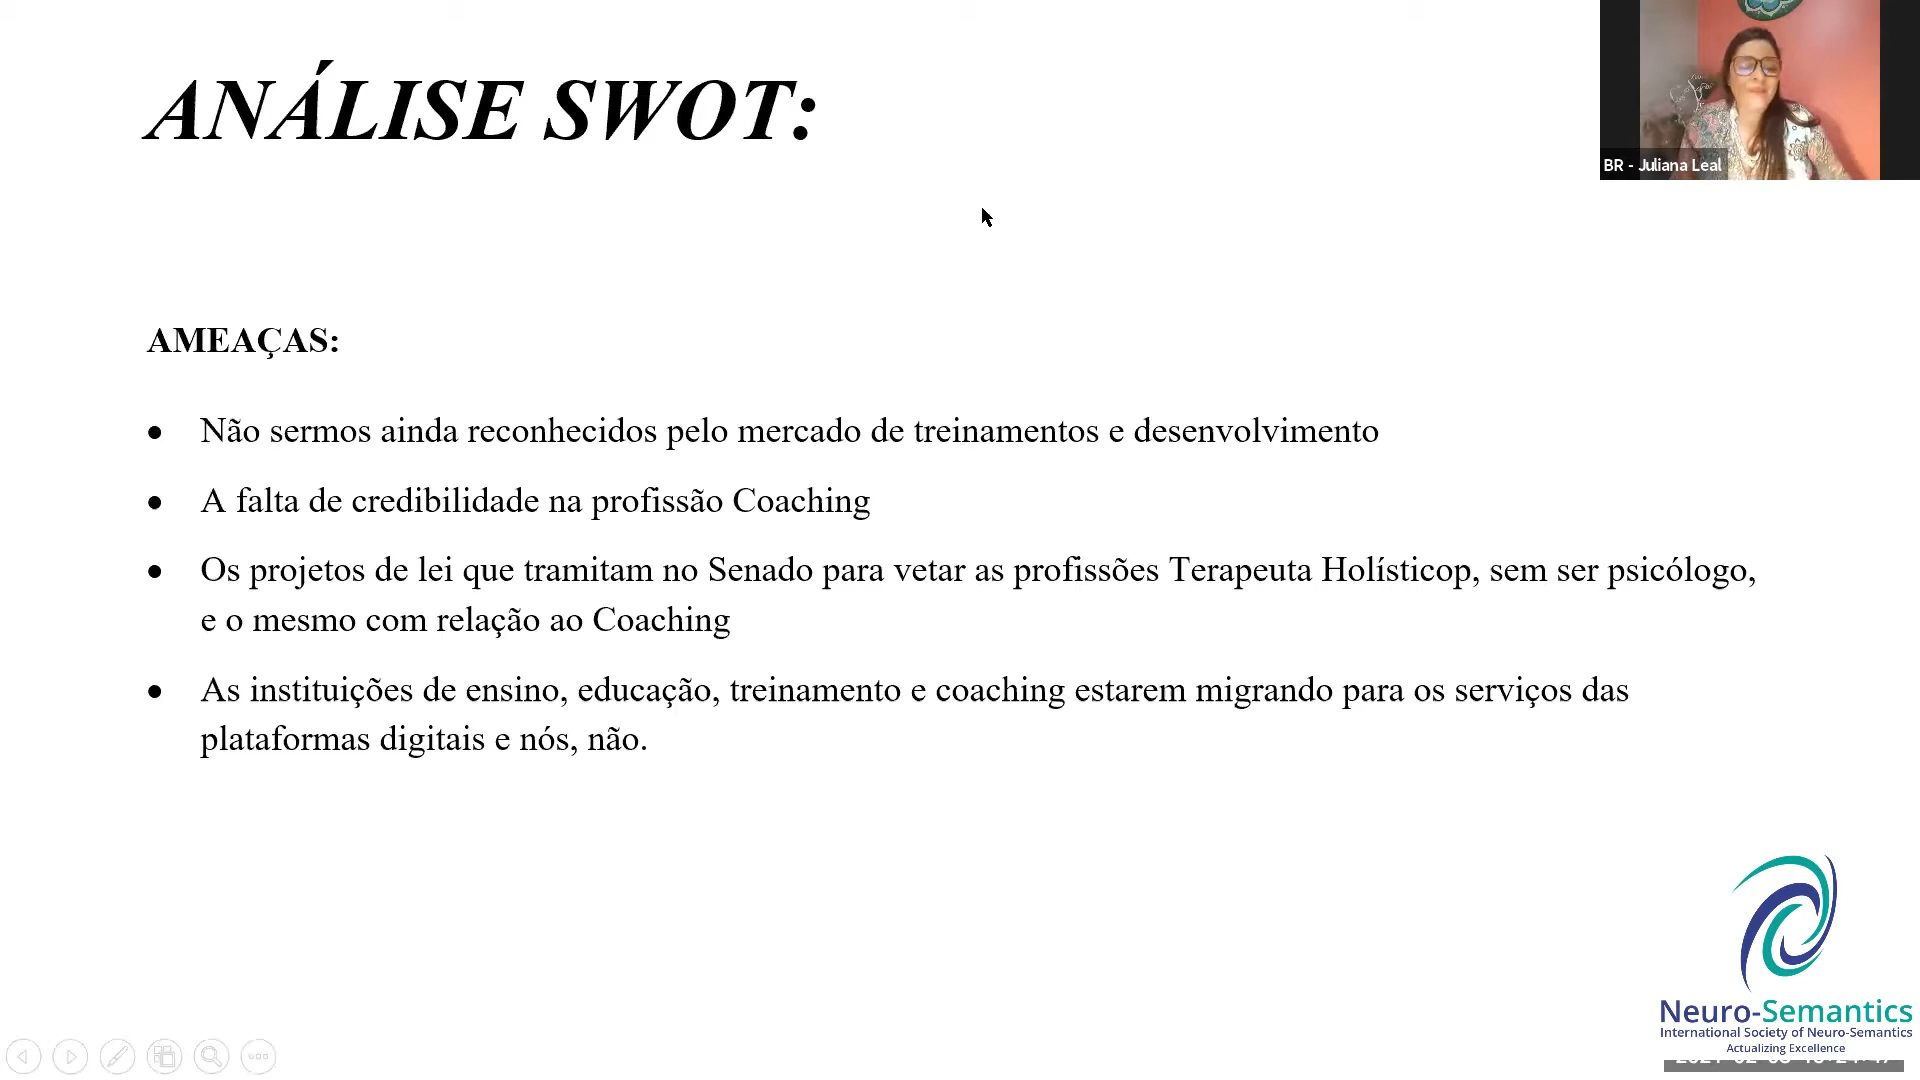 ANÁLISE SWOT:
BR - Juliana Leal
AMEAÇAS:
• Não sermos ainda reconhecidos pelo mercado de treinamentos e desenvolvimento
• A falta de credibilidade na profissão Coaching
• Os projetos de lei que tramitam no Senado para vetar as profissões Terapeuta Holísticop, sem ser psicólogo,
e o mesmo com relação ao Coaching
• As instituições de ensino, educação, treinamento e coaching estarem migrando para os serviços das
plataformas digitais e nós, não.
Neuro-Semantics
International Society of Neuro-Semantics
Actualizing Excellence